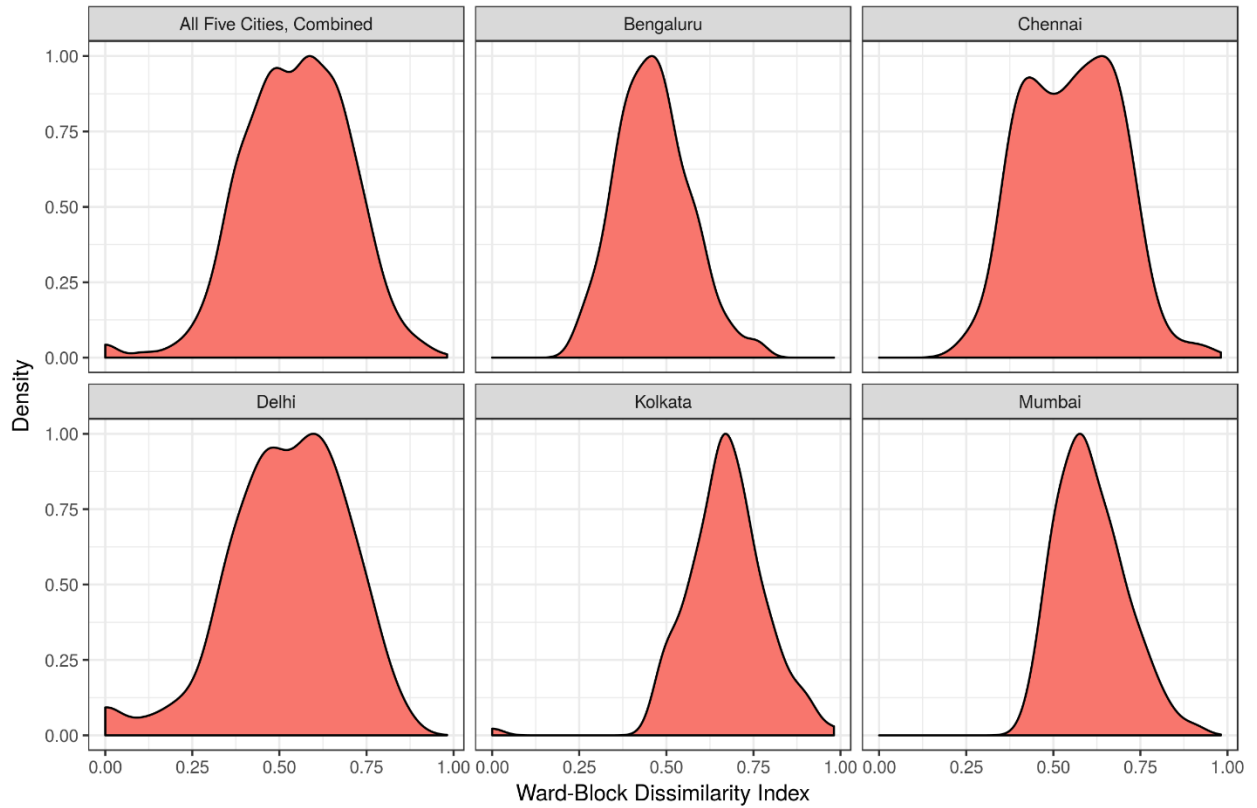 All Five Cities, Combined
Bengaluru
Chennai
1.00
0.75
0.50
0.25
0.00
Density
Delhi
Kolkata
Mumbai
1.00
0.75
0.50
0.25
0.00
0.00 0.25 0.50 0.75 1.00 0.00 0.25 0.50 0.75 1.00 0.00 0.25 0.50 0.75 1.00
Ward-Block Dissimilarity Index